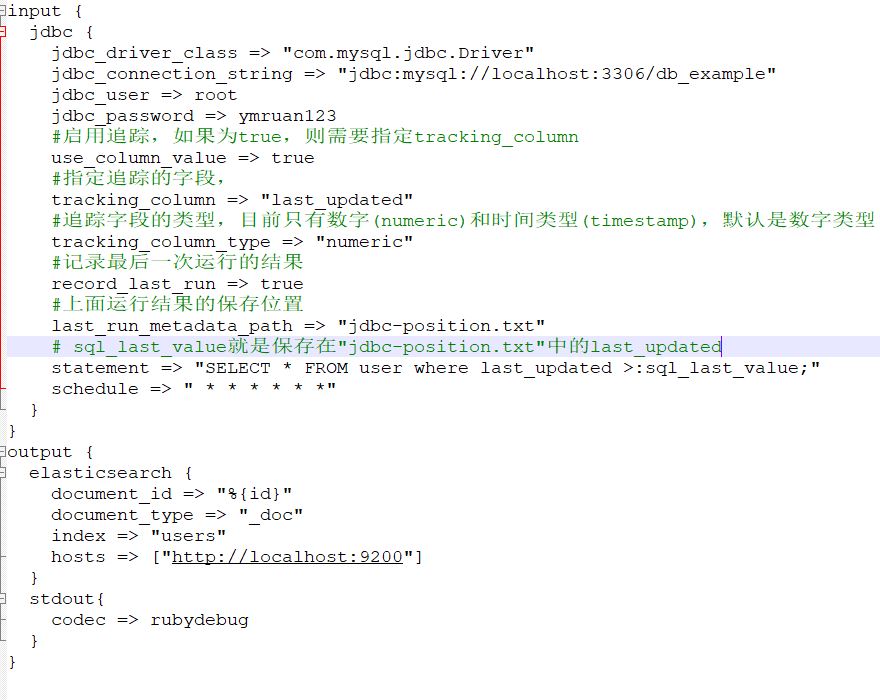 input {
  jdbc {
    jdbc_driver_class => "com.mysql.jdbc.Driver"
    jdbc_connection_string => "jdbc:mysql://localhost:3306/db_example"
    jdbc_user => root
    jdbc_password => ymruan123
    #启用追踪，如果为true，则需要指定tracking_column
    use_column_value => true
    #指定追踪的字段，
    tracking_column => "last_updated"
    #追踪字段的类型，目前只有数字(numeric)和时间类型(timestamp)，默认是数字类型
    tracking_column_type => "numeric"
    #记录最后一次运行的结果
    record_last_run => true
    #上面运行结果的保存位置
    last_run_metadata_path => "jdbc-position.txt"
    # sql_last_value就是保存在"jdbc-position.txt"中的last_updated
    statement => "SELECT * FROM user where last_updated >:sql_last_value;"
    schedule => " * * * * * *"
  }
}
output {
  elasticsearch {
    document_id => "%{id}"
    document_type => "_doc"
    index => "users"
    hosts => ["http://localhost:9200"]
  }
  stdout{
    codec => rubydebug
  }
}